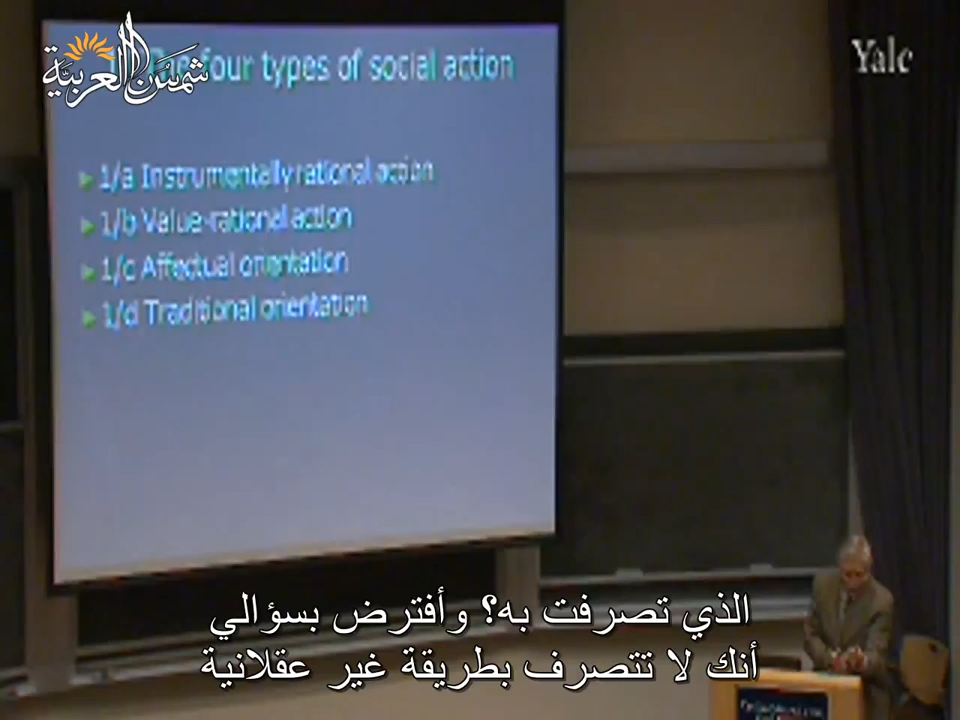 شمس العربية
Yale
four types of social action
1/a Instrumentally rational action
1/b Value-rational action
1/c Affectual orientation
1/d Traditional orientation
الذي تصرفت به؟ وأفترض بسؤالي
أنك لا تتصرف بطريقة غير عقلانية